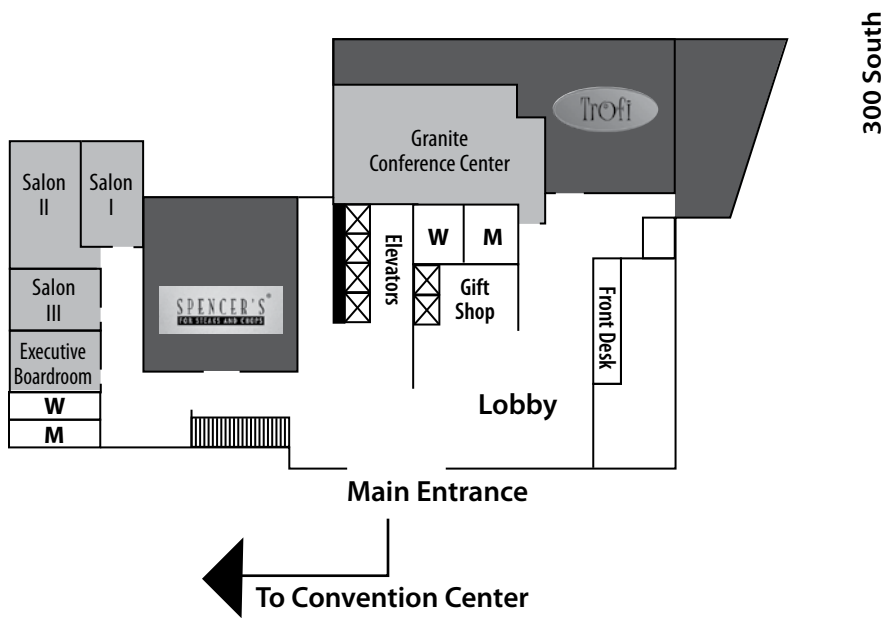 300 South
Trofi
Granite
Conference Center
Salon
II
Salon
I
W
M
Elevators
Salon
III
SPENCER'S®
FOR STEAKS AND CHOPS
Gift
Shop
Front Desk
Executive
Boardroom
W
M
Lobby
Main Entrance
To Convention Center